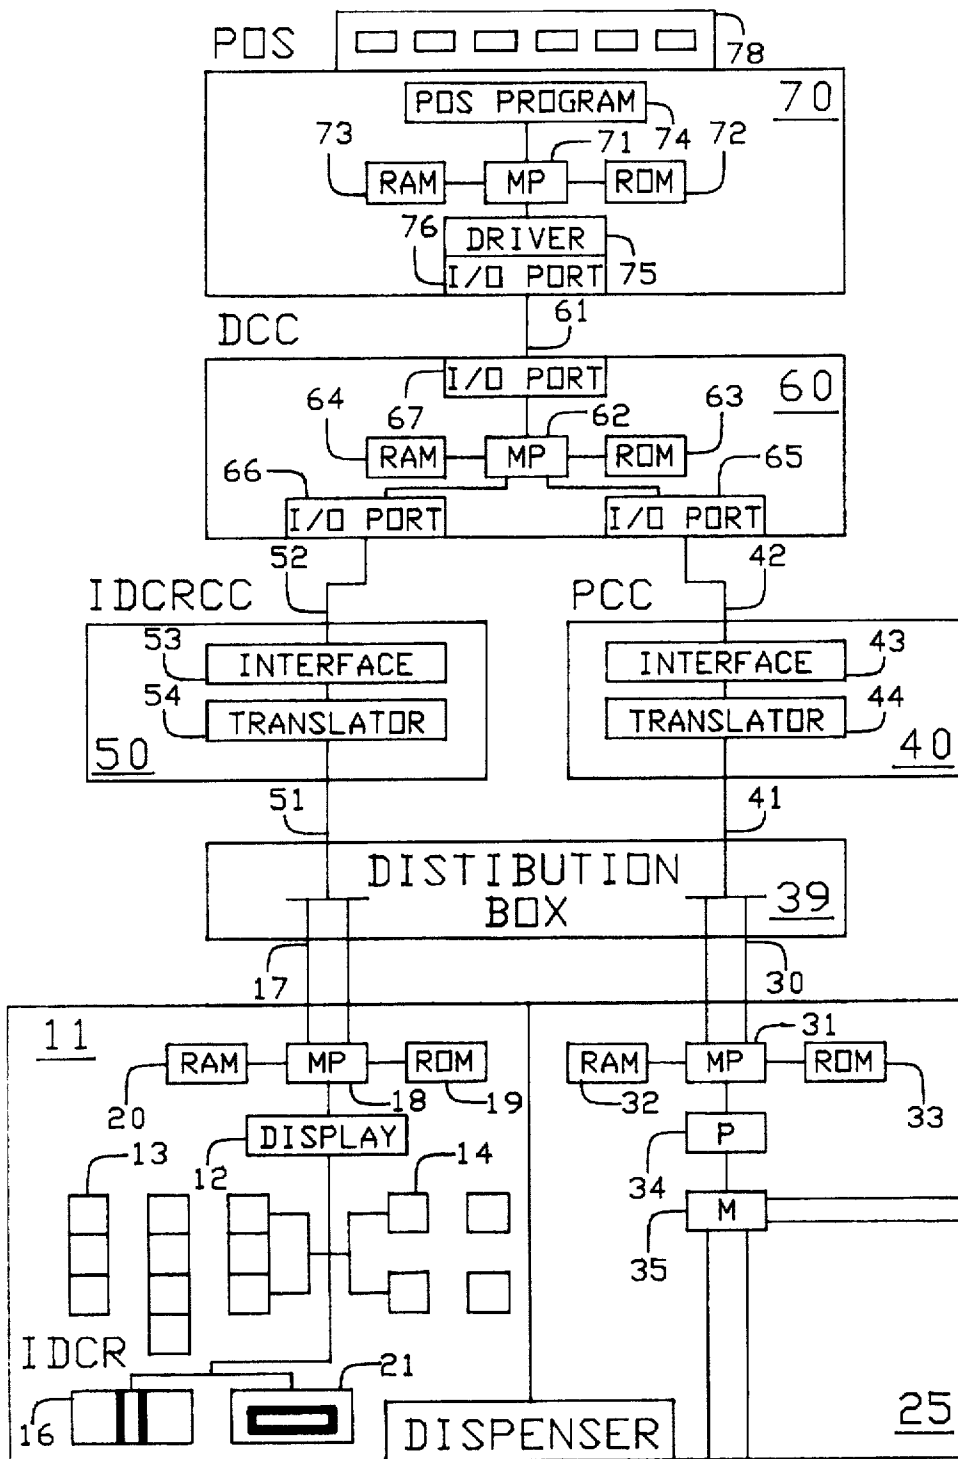 POS
78
70
POS PROGRAM
73 71 74 72
RAM MP ROM
76 DRIVER
I/O PORT 75
61
DCC
I/O PORT 60
64 67 62 63
RAM MP ROM
66 65
I/O PORT I/O PORT
52 42
IDCRCC PCC
53 INTERFACE INTERFACE 43
54 TRANSLATOR TRANSLATOR 44
50 40
51 41
DISTIBUTION
BOX 39
17 30
11 31
RAM MP ROM RAM MP ROM
20 18 19 32 33
DISPLAY P
13 12 14 34
M
35
IDCR
21
16 25
DISPENSER